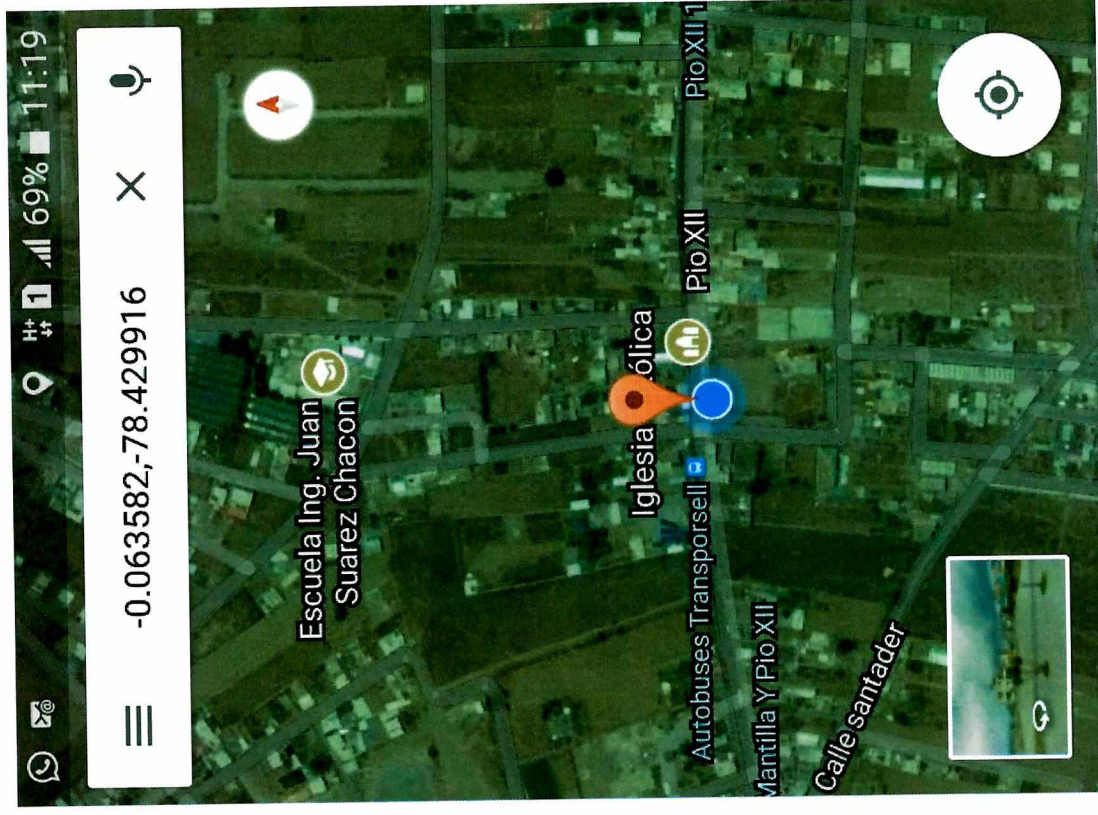 H+ 1 69% 11:19
-0.063582,-78.429916
Escuela Ing. Juan
Suarez Chacon
Iglesia ólica
Pio XII
Pio XII 1
Autobuses Transporsell
Mantilla Y Pio XII
Calle santader